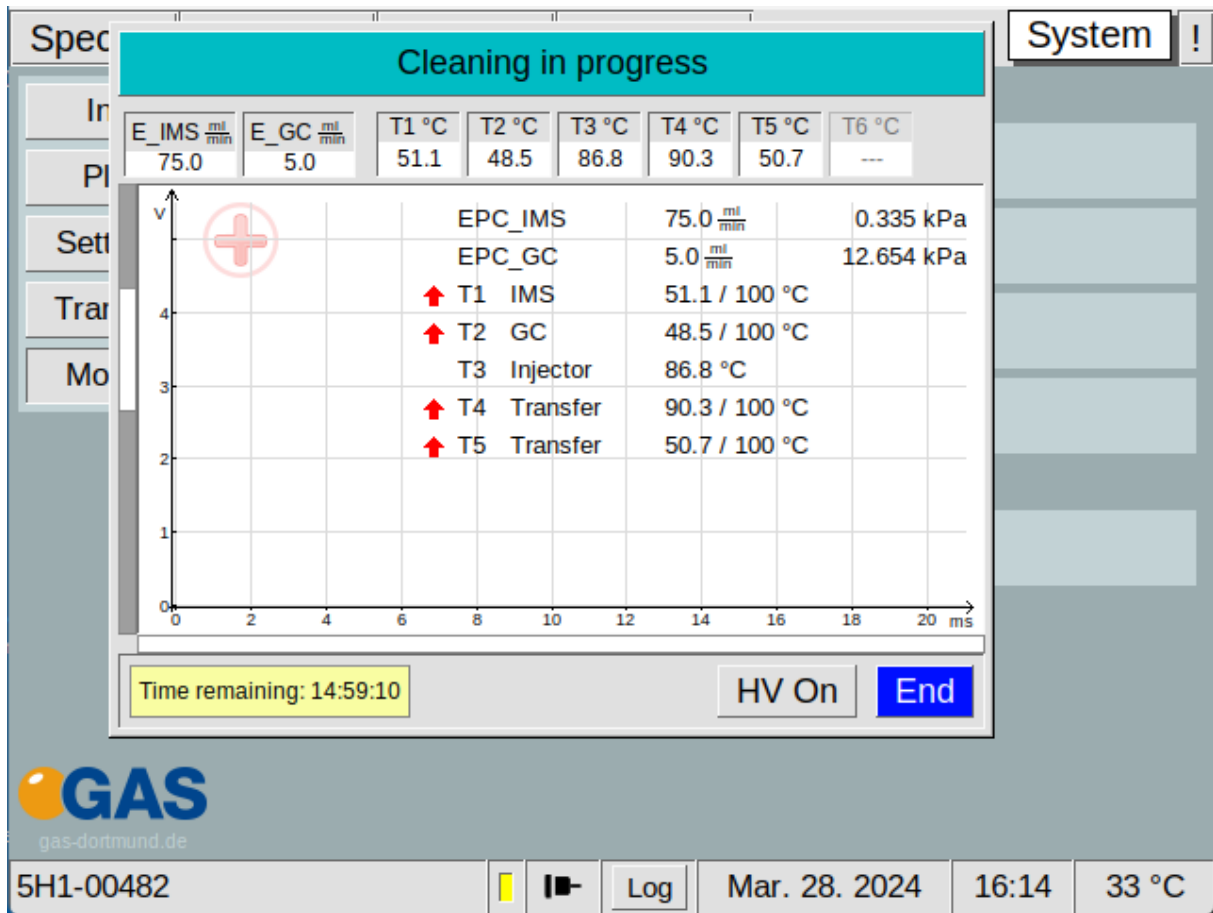 Spec
System
!
Cleaning in progress
In
Pl
Sett
Tran
Mo
E_IMS ml/min
E_GC ml/min
T1 °C
T2 °C
T3 °C
T4 °C
T5 °C
T6 °C
75.0
5.0
51.1
48.5
86.8
90.3
50.7
---
V
EPC_IMS 75.0 ml/min 0.335 kPa
EPC_GC 5.0 ml/min 12.654 kPa
T1 IMS 51.1 / 100 °C
T2 GC 48.5 / 100 °C
T3 Injector 86.8 °C
T4 Transfer 90.3 / 100 °C
T5 Transfer 50.7 / 100 °C
4
3
2
1
0
0 2 4 6 8 10 12 14 16 18 20 ms
Time remaining: 14:59:10
HV On
End
GAS
gas-dortmund.de
5H1-00482
Log
Mar. 28. 2024
16:14
33 °C